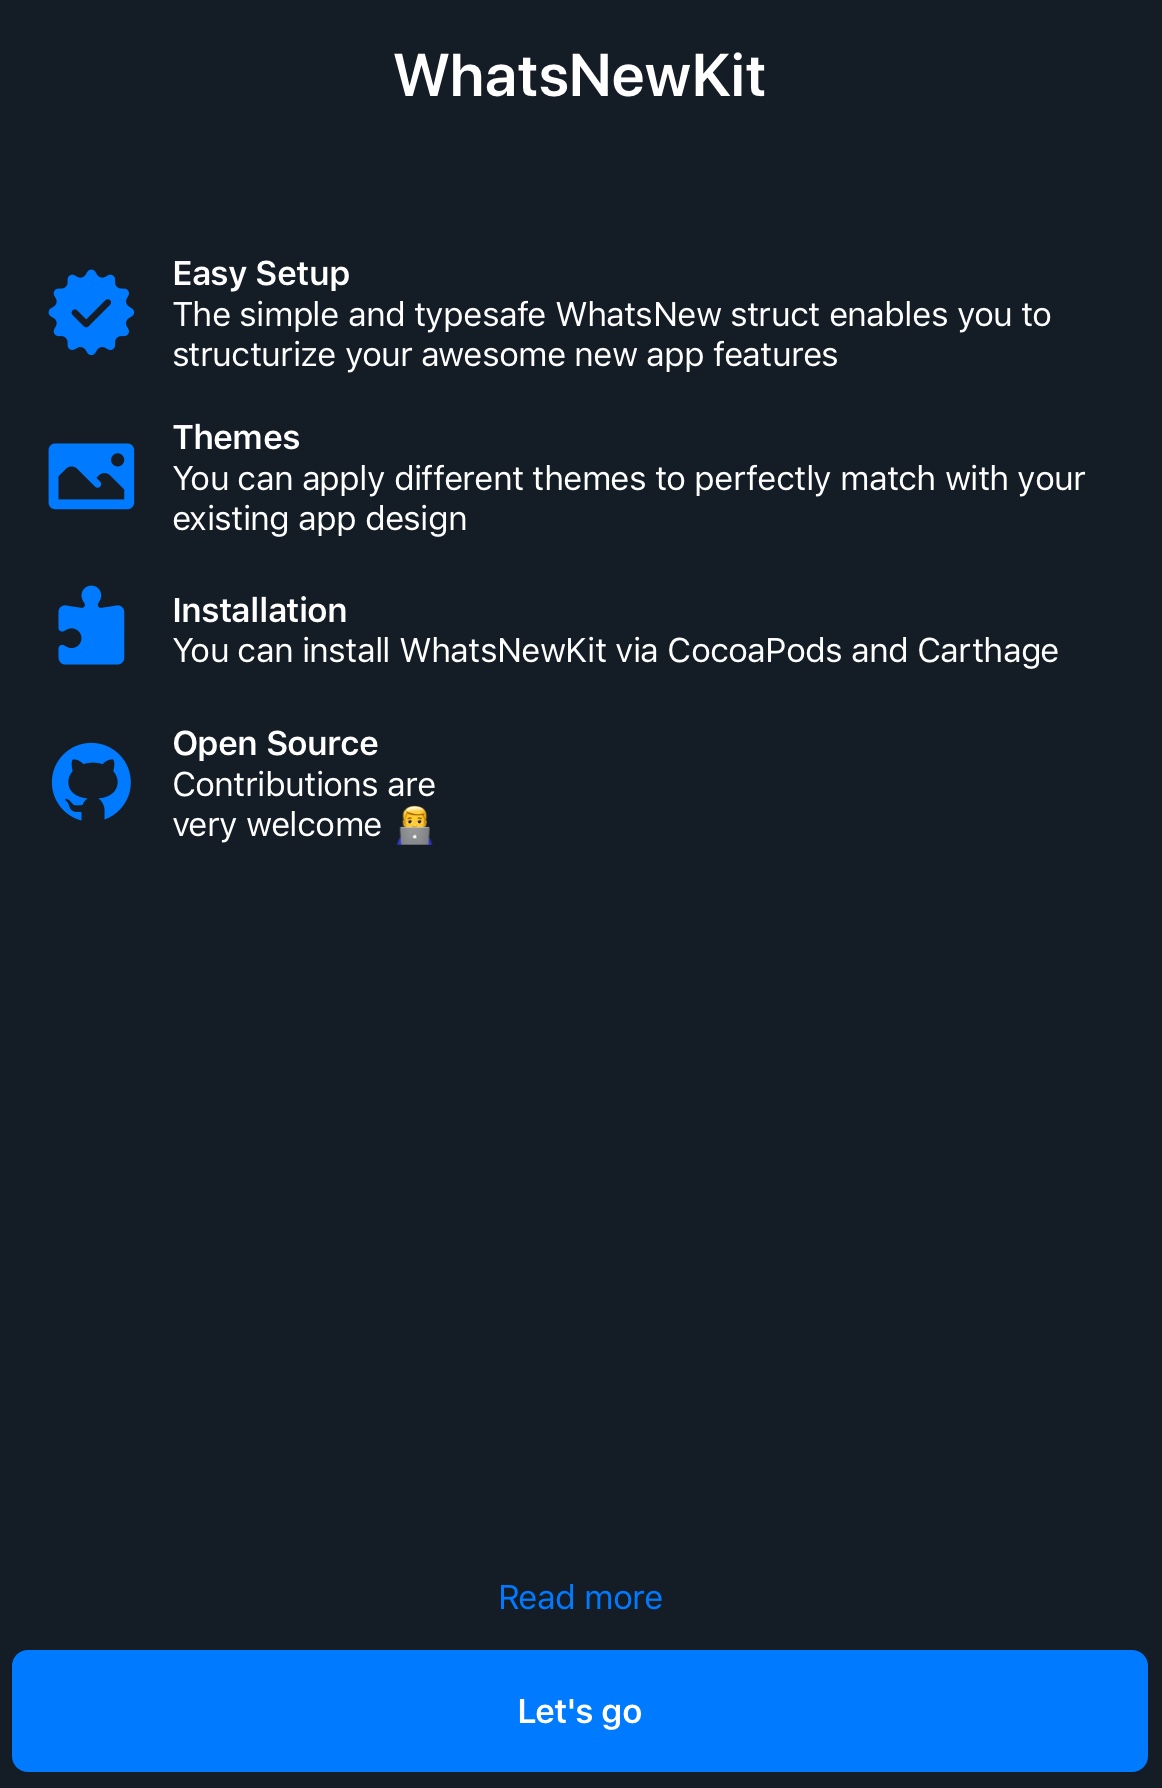 WhatsNewKit
Easy Setup
The simple and typesafe WhatsNew struct enables you to
structurize your awesome new app features
Themes
You can apply different themes to perfectly match with your
existing app design
Installation
You can install WhatsNewKit via CocoaPods and Carthage
Open Source
Contributions are
very welcome 👨‍💻
Read more
Let's go